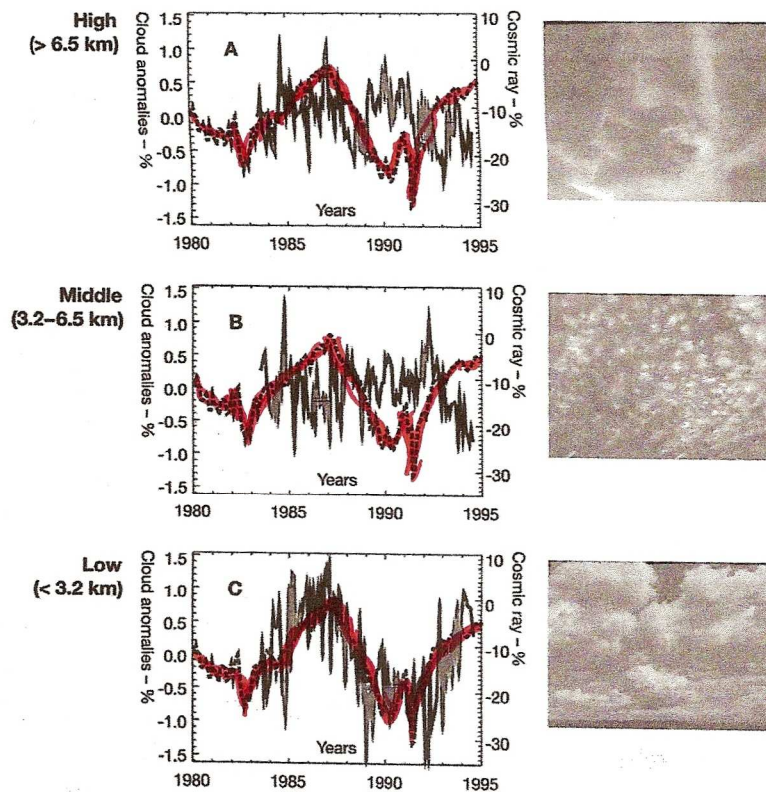 High
(> 6.5 km)
Cloud anomalies – %
1.5
1.0
0.5
0.0
-0.5
-1.0
-1.5
A
10
0
-10
-20
-30
Cosmic ray – %
Years
1980
1985
1990
1995
Middle
(3.2–6.5 km)
Cloud anomalies – %
1.5
1.0
0.5
0.0
-0.5
-1.0
-1.5
B
10
0
-10
-20
-30
Cosmic ray – %
Years
1980
1985
1990
1995
Low
(< 3.2 km)
Cloud anomalies – %
1.5
1.0
0.5
0.0
-0.5
-1.0
-1.5
C
10
0
-10
-20
-30
Cosmic ray – %
Years
1980
1985
1990
1995